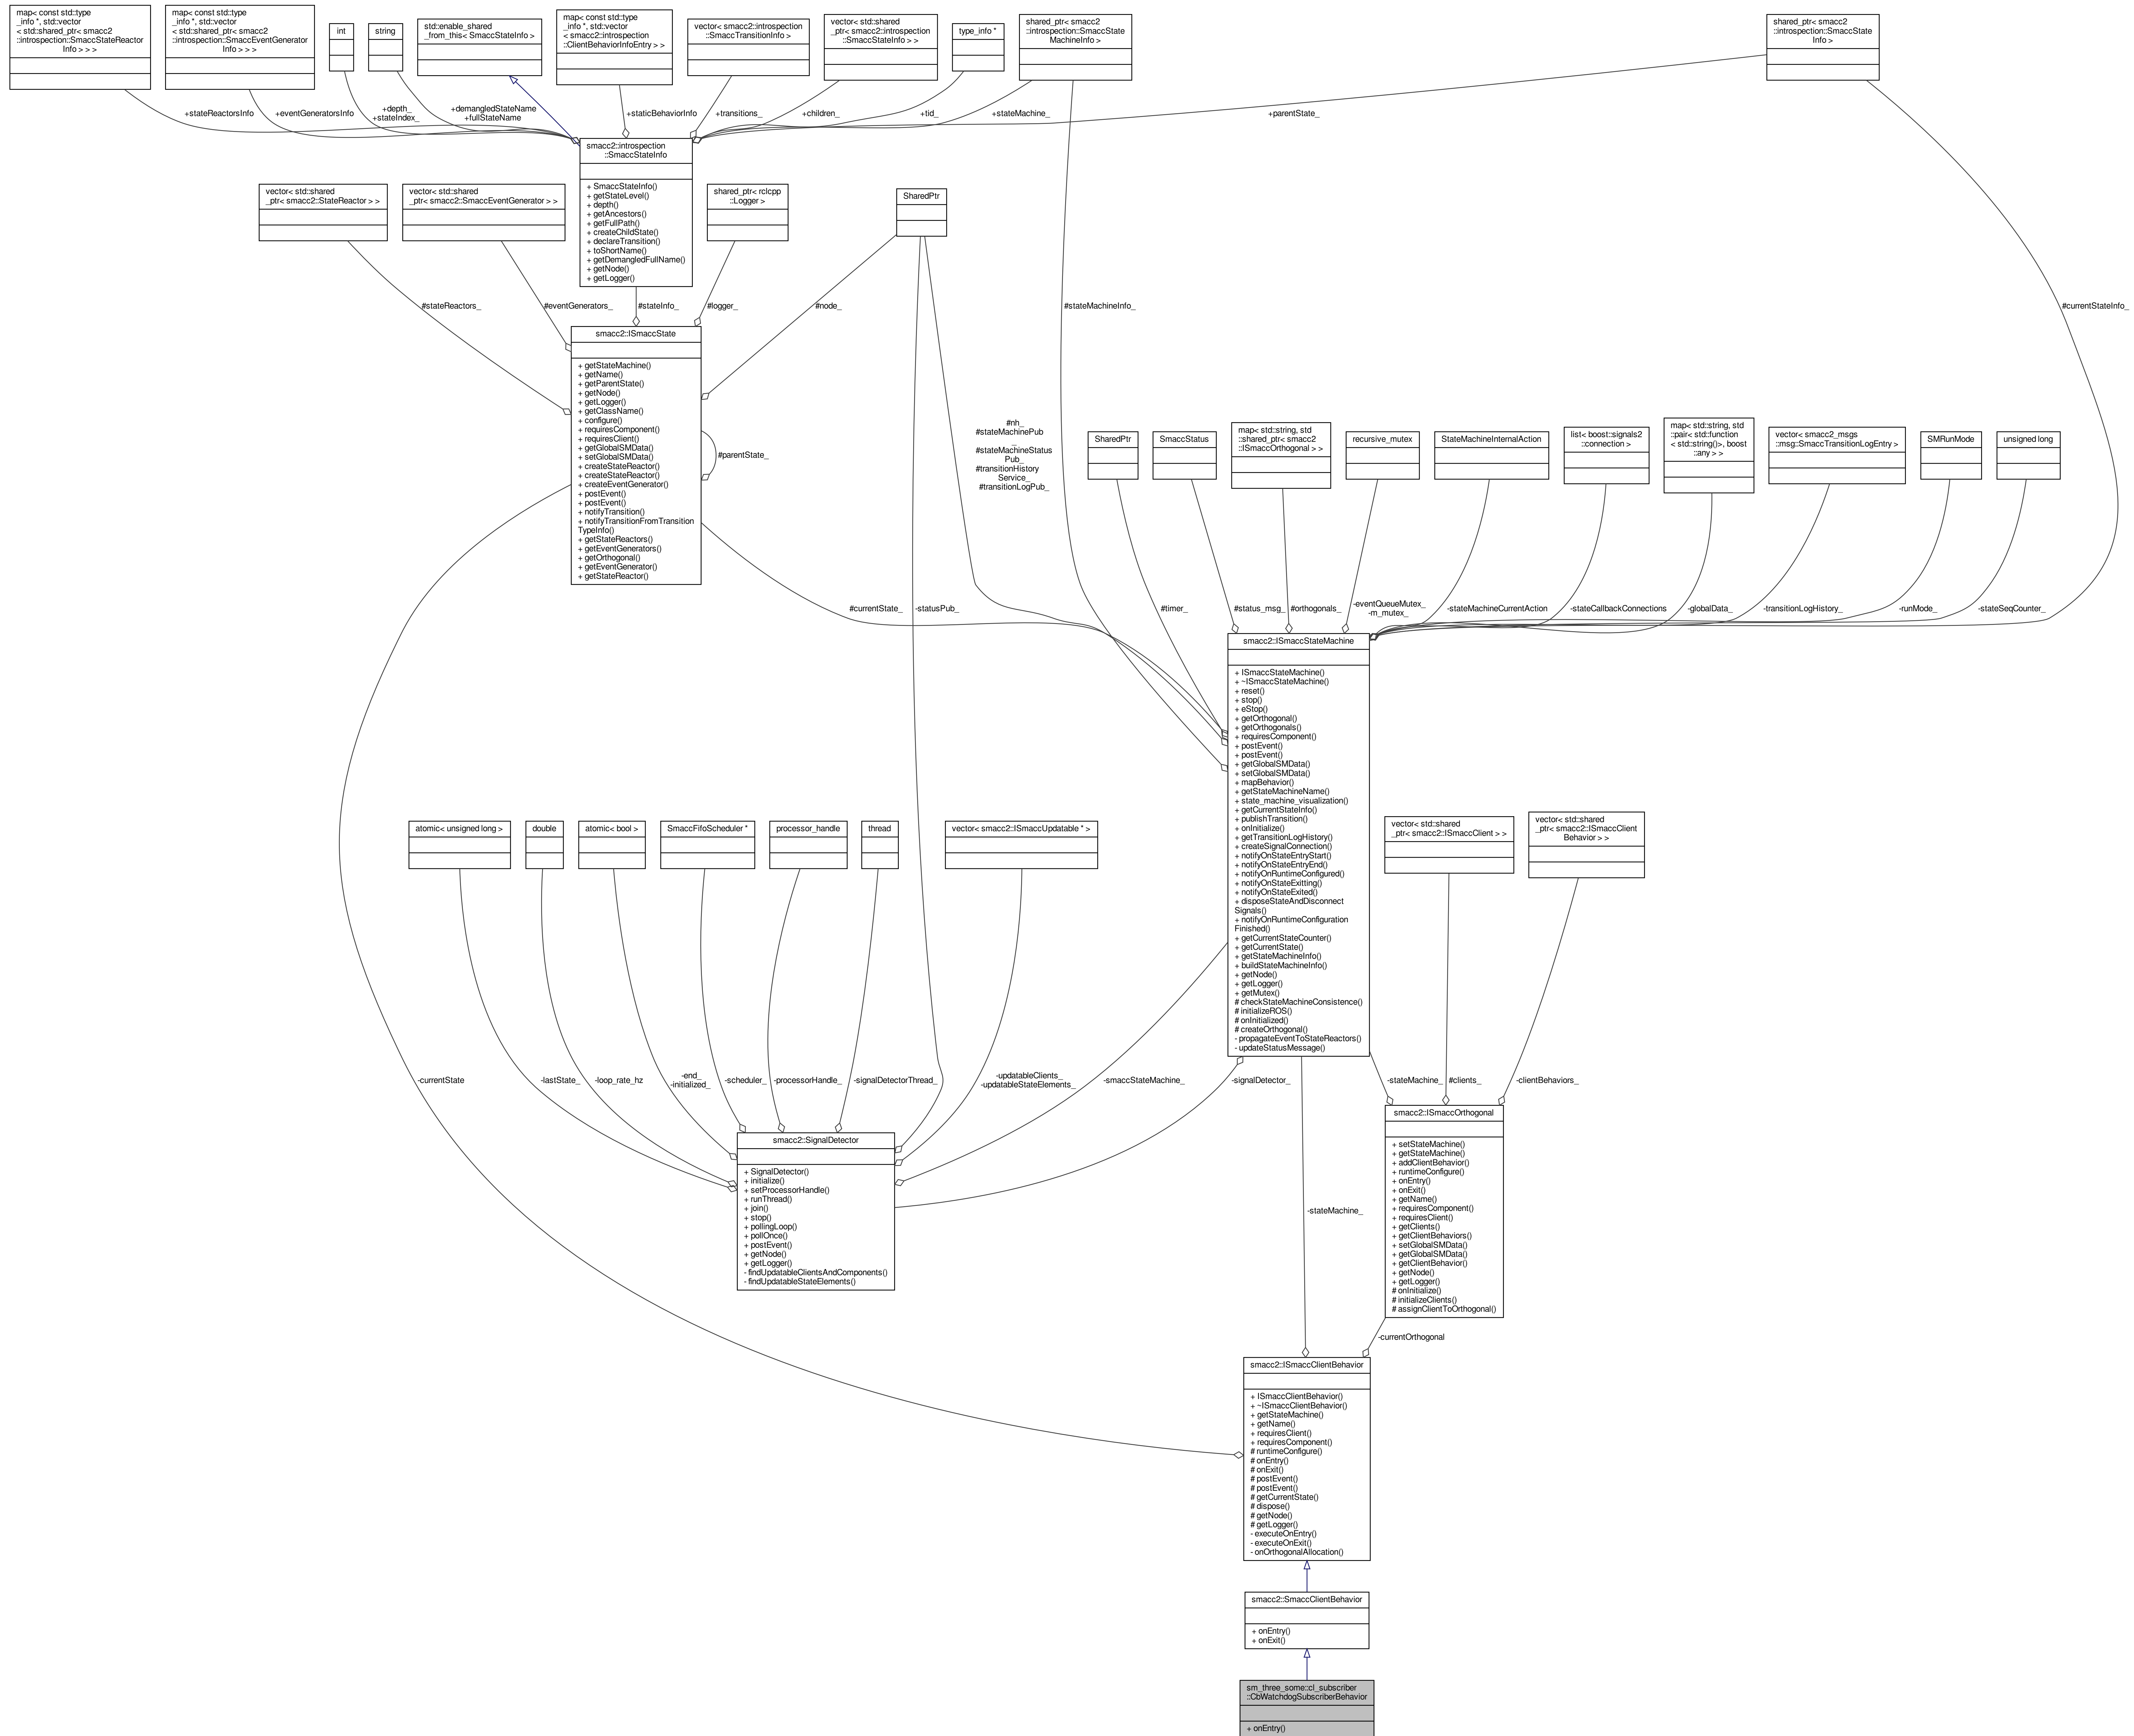 map< const std::type
_info *, std::vector
< std::shared_ptr< smacc2
::introspection::SmaccStateReactor
Info > > >
map< const std::type
_info *, std::vector
< std::shared_ptr< smacc2
::introspection::SmaccEventGenerator
Info > > >
int
string
std::enable_shared
_from_this< SmaccStateInfo >
map< const std::type
_info *, std::vector
< smacc2::introspection
::ClientBehaviorInfoEntry > >
vector< smacc2::introspection
::SmaccTransitionInfo >
vector< std::shared
_ptr< smacc2::introspection
::SmaccStateInfo > >
type_info *
shared_ptr< smacc2
::introspection::SmaccState
MachineInfo >
shared_ptr< smacc2
::introspection::SmaccState
Info >
+stateReactorsInfo
+eventGeneratorsInfo
+depth_
+stateIndex_
+demangledStateName
+fullStateName
+staticBehaviorInfo
+transitions_
+children_
+tid_
+stateMachine_
+parentState_
smacc2::introspection
::SmaccStateInfo
+ SmaccStateInfo()
+ getStateLevel()
+ depth()
+ getAncestors()
+ getFullPath()
+ createChildState()
+ declareTransition()
+ toShortName()
+ getDemangledFullName()
+ getNode()
+ getLogger()
vector< std::shared
_ptr< smacc2::StateReactor > >
vector< std::shared
_ptr< smacc2::SmaccEventGenerator > >
shared_ptr< rclcpp
::Logger >
SharedPtr
#stateReactors_
#eventGenerators_
#stateInfo_
#logger_
#node_
#stateMachineInfo_
#currentStateInfo_
smacc2::ISmaccState
+ getStateMachine()
+ getName()
+ getParentState()
+ getNode()
+ getLogger()
+ getClassName()
+ configure()
+ requiresComponent()
+ requiresClient()
+ getGlobalSMData()
+ setGlobalSMData()
+ createStateReactor()
+ createStateReactor()
+ createEventGenerator()
+ postEvent()
+ postEvent()
+ notifyTransition()
+ notifyTransitionFromTransition
TypeInfo()
+ getStateReactors()
+ getEventGenerators()
+ getOrthogonal()
+ getEventGenerator()
+ getStateReactor()
#parentState_
#nh_
#stateMachinePub
_
#stateMachineStatus
Pub_
#transitionHistory
Service_
#transitionLogPub_
SharedPtr
SmaccStatus
map< std::string, std
::shared_ptr< smacc2
::ISmaccOrthogonal > >
recursive_mutex
StateMachineInternalAction
list< boost::signals2
::connection >
map< std::string, std
::pair< std::function
< std::string()>, boost
::any > >
vector< smacc2_msgs
::msg::SmaccTransitionLogEntry >
SMRunMode
unsigned long
#currentState_
-statusPub_
#timer_
#status_msg_
#orthogonals_
-eventQueueMutex_
-m_mutex_
-stateMachineCurrentAction
-stateCallbackConnections
-globalData_
-transitionLogHistory_
-runMode_
-stateSeqCounter_
smacc2::ISmaccStateMachine
+ ISmaccStateMachine()
+ ~ISmaccStateMachine()
+ reset()
+ stop()
+ eStop()
+ getOrthogonal()
+ getOrthogonals()
+ requiresComponent()
+ postEvent()
+ postEvent()
+ getGlobalSMData()
+ setGlobalSMData()
+ mapBehavior()
+ getStateMachineName()
+ state_machine_visualization()
+ getCurrentStateInfo()
+ publishTransition()
+ onInitialize()
+ getTransitionLogHistory()
+ createSignalConnection()
+ notifyOnStateEntryStart()
+ notifyOnStateEntryEnd()
+ notifyOnRuntimeConfigured()
+ notifyOnStateExitting()
+ notifyOnStateExited()
+ disposeStateAndDisconnect
Signals()
+ notifyOnRuntimeConfiguration
Finished()
+ getCurrentStateCounter()
+ getCurrentState()
+ getStateMachineInfo()
+ buildStateMachineInfo()
+ getNode()
+ getLogger()
+ getMutex()
# checkStateMachineConsistence()
# initializeROS()
# onInitialized()
# createOrthogonal()
- propagateEventToStateReactors()
- updateStatusMessage()
atomic< unsigned long >
double
atomic< bool >
SmaccFifoScheduler *
processor_handle
thread
vector< smacc2::ISmaccUpdatable * >
vector< std::shared
_ptr< smacc2::ISmaccClient > >
vector< std::shared
_ptr< smacc2::ISmaccClient
Behavior > >
-currentState
-lastState_
-loop_rate_hz
-end_
-initialized_
-scheduler_
-processorHandle_
-signalDetectorThread_
-updatableClients_
-updatableStateElements_
-smaccStateMachine_
-signalDetector_
-stateMachine_
#clients_
-clientBehaviors_
smacc2::SignalDetector
+ SignalDetector()
+ initialize()
+ setProcessorHandle()
+ runThread()
+ join()
+ stop()
+ pollingLoop()
+ pollOnce()
+ postEvent()
+ getNode()
+ getLogger()
- findUpdatableClientsAndComponents()
- findUpdatableStateElements()
smacc2::ISmaccOrthogonal
+ setStateMachine()
+ getStateMachine()
+ addClientBehavior()
+ runtimeConfigure()
+ onEntry()
+ onExit()
+ getName()
+ requiresComponent()
+ requiresClient()
+ getClients()
+ getClientBehaviors()
+ setGlobalSMData()
+ getGlobalSMData()
+ getClientBehavior()
+ getNode()
+ getLogger()
# onInitialize()
# initializeClients()
# assignClientToOrthogonal()
-stateMachine_
-currentOrthogonal
smacc2::ISmaccClientBehavior
+ ISmaccClientBehavior()
+ ~ISmaccClientBehavior()
+ getStateMachine()
+ getName()
+ requiresClient()
+ requiresComponent()
# runtimeConfigure()
# onEntry()
# onExit()
# postEvent()
# postEvent()
# getCurrentState()
# dispose()
# getNode()
# getLogger()
- executeOnEntry()
- executeOnExit()
- onOrthogonalAllocation()
smacc2::SmaccClientBehavior
+ onEntry()
+ onExit()
sm_three_some::cl_subscriber
::CbWatchdogSubscriberBehavior
+ onEntry()